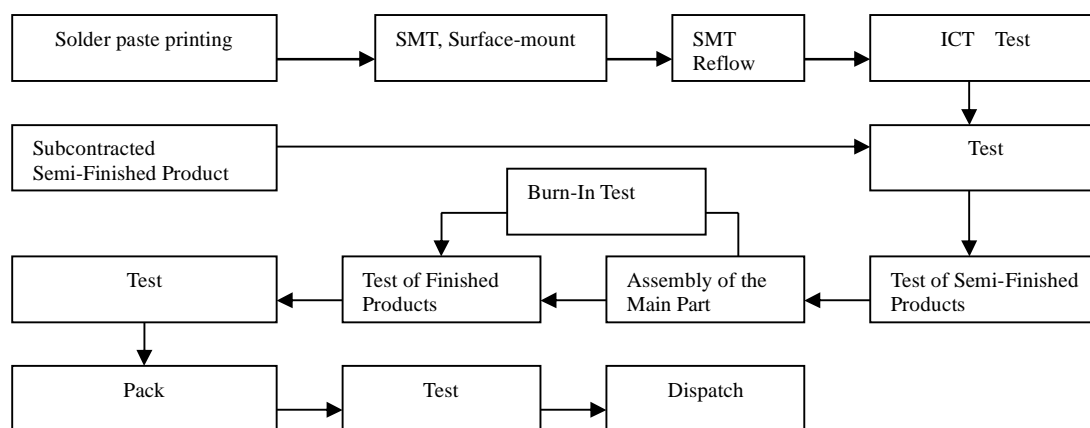 Solder paste printing
SMT, Surface-mount
SMT
Reflow
ICT Test
Subcontracted
Semi-Finished Product
Test
Burn-In Test
Test
Test of Finished
Products
Assembly of the
Main Part
Test of Semi-Finished
Products
Pack
Test
Dispatch